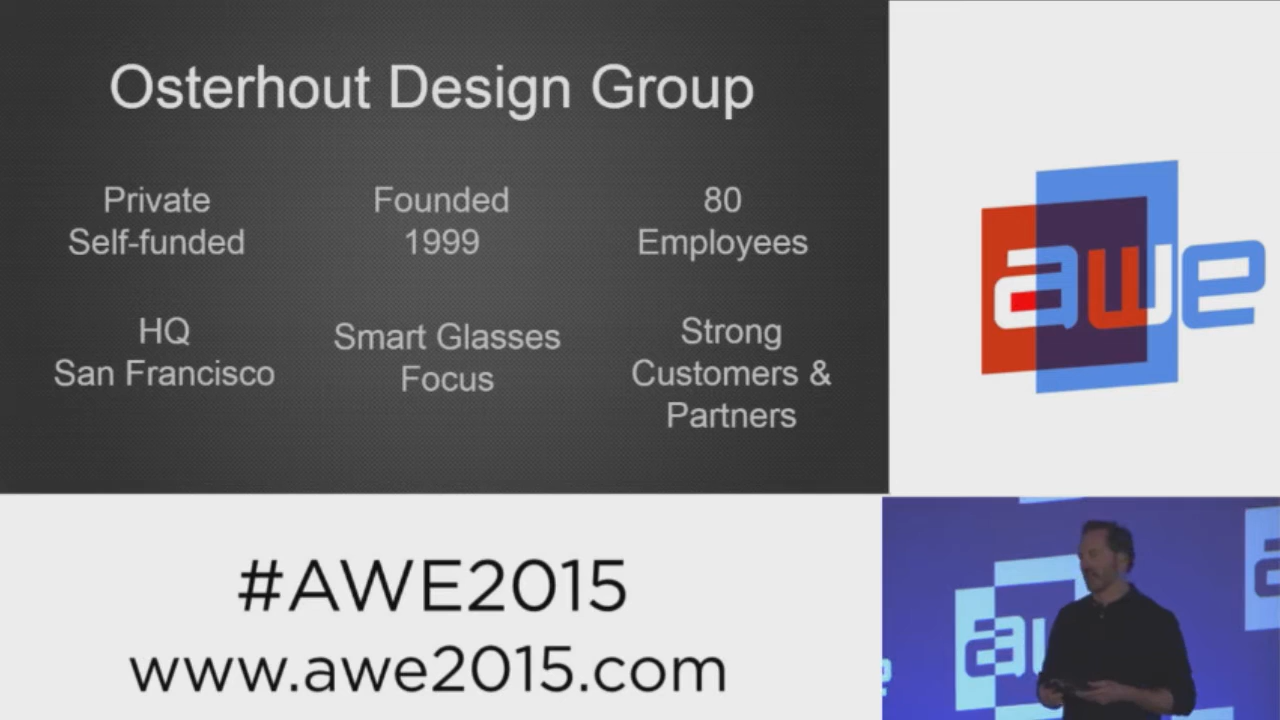 Osterhout Design Group
Private
Self-funded
Founded
1999
80
Employees
HQ
San Francisco
Smart Glasses
Focus
Strong
Customers &
Partners
awe
#AWE2015
www.awe2015.com